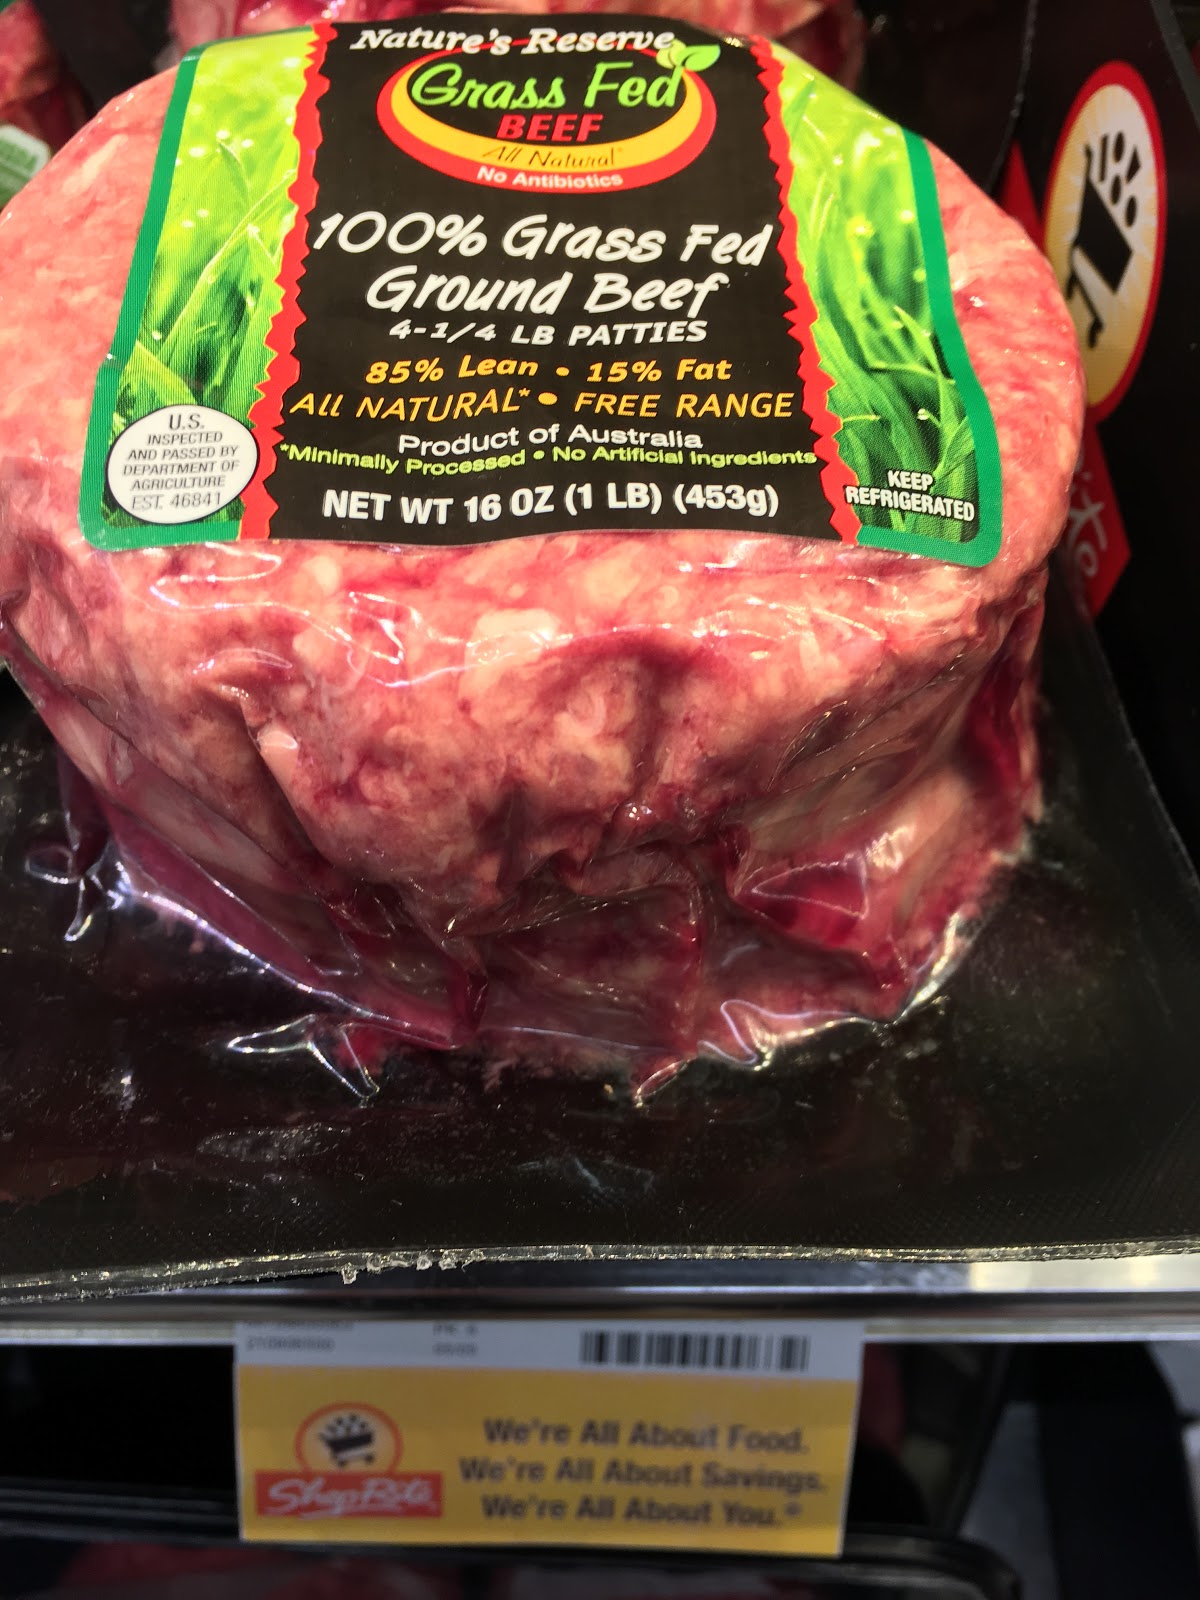 Nature's Reserve
Grass Fed
BEEF
All Natural*
No Antibiotics
100% Grass Fed
Ground Beef
4-1/4 LB PATTIES
85% Lean • 15% Fat
ALL NATURAL* • FREE RANGE
Product of Australia
*Minimally Processed • No Artificial Ingredients
NET WT 16 OZ (1 LB) (453g)
U.S.
INSPECTED
AND PASSED BY
DEPARTMENT OF
AGRICULTURE
EST. 46841
KEEP
REFRIGERATED
ShopRite
We're All About Food.
We're All About Savings.
We're All About You.®